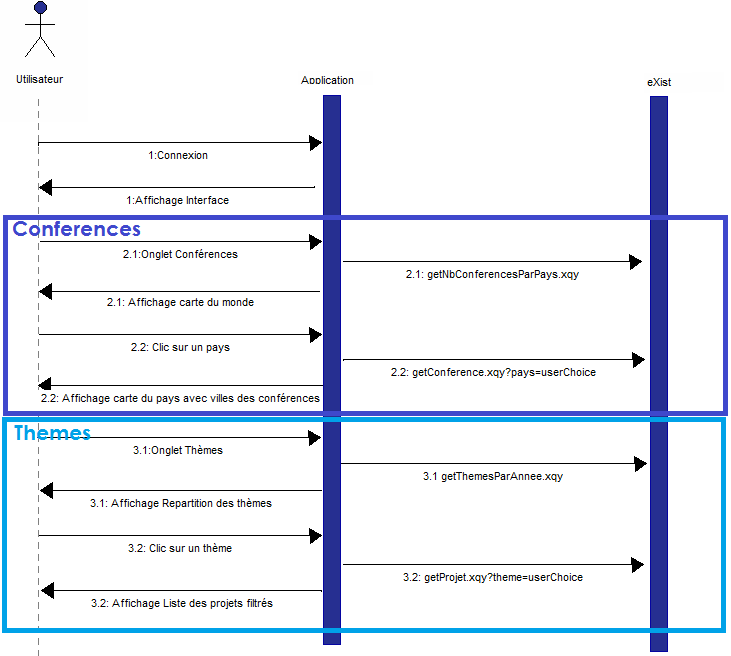 Utilisateur
Application
eXist
1:Connexion
1:Affichage Interface
Conferences
2.1:Onglet Conférences
2.1: getNbConferencesParPays.xqy
2.1: Affichage carte du monde
2.2: Clic sur un pays
2.2: getConference.xqy?pays=userChoice
2.2: Affichage carte du pays avec villes des conférences
Themes
3.1:Onglet Thèmes
3.1 getThemesParAnnee.xqy
3.1: Affichage Repartition des thèmes
3.2: Clic sur un thème
3.2: getProjet.xqy?theme=userChoice
3.2: Affichage Liste des projets filtrés